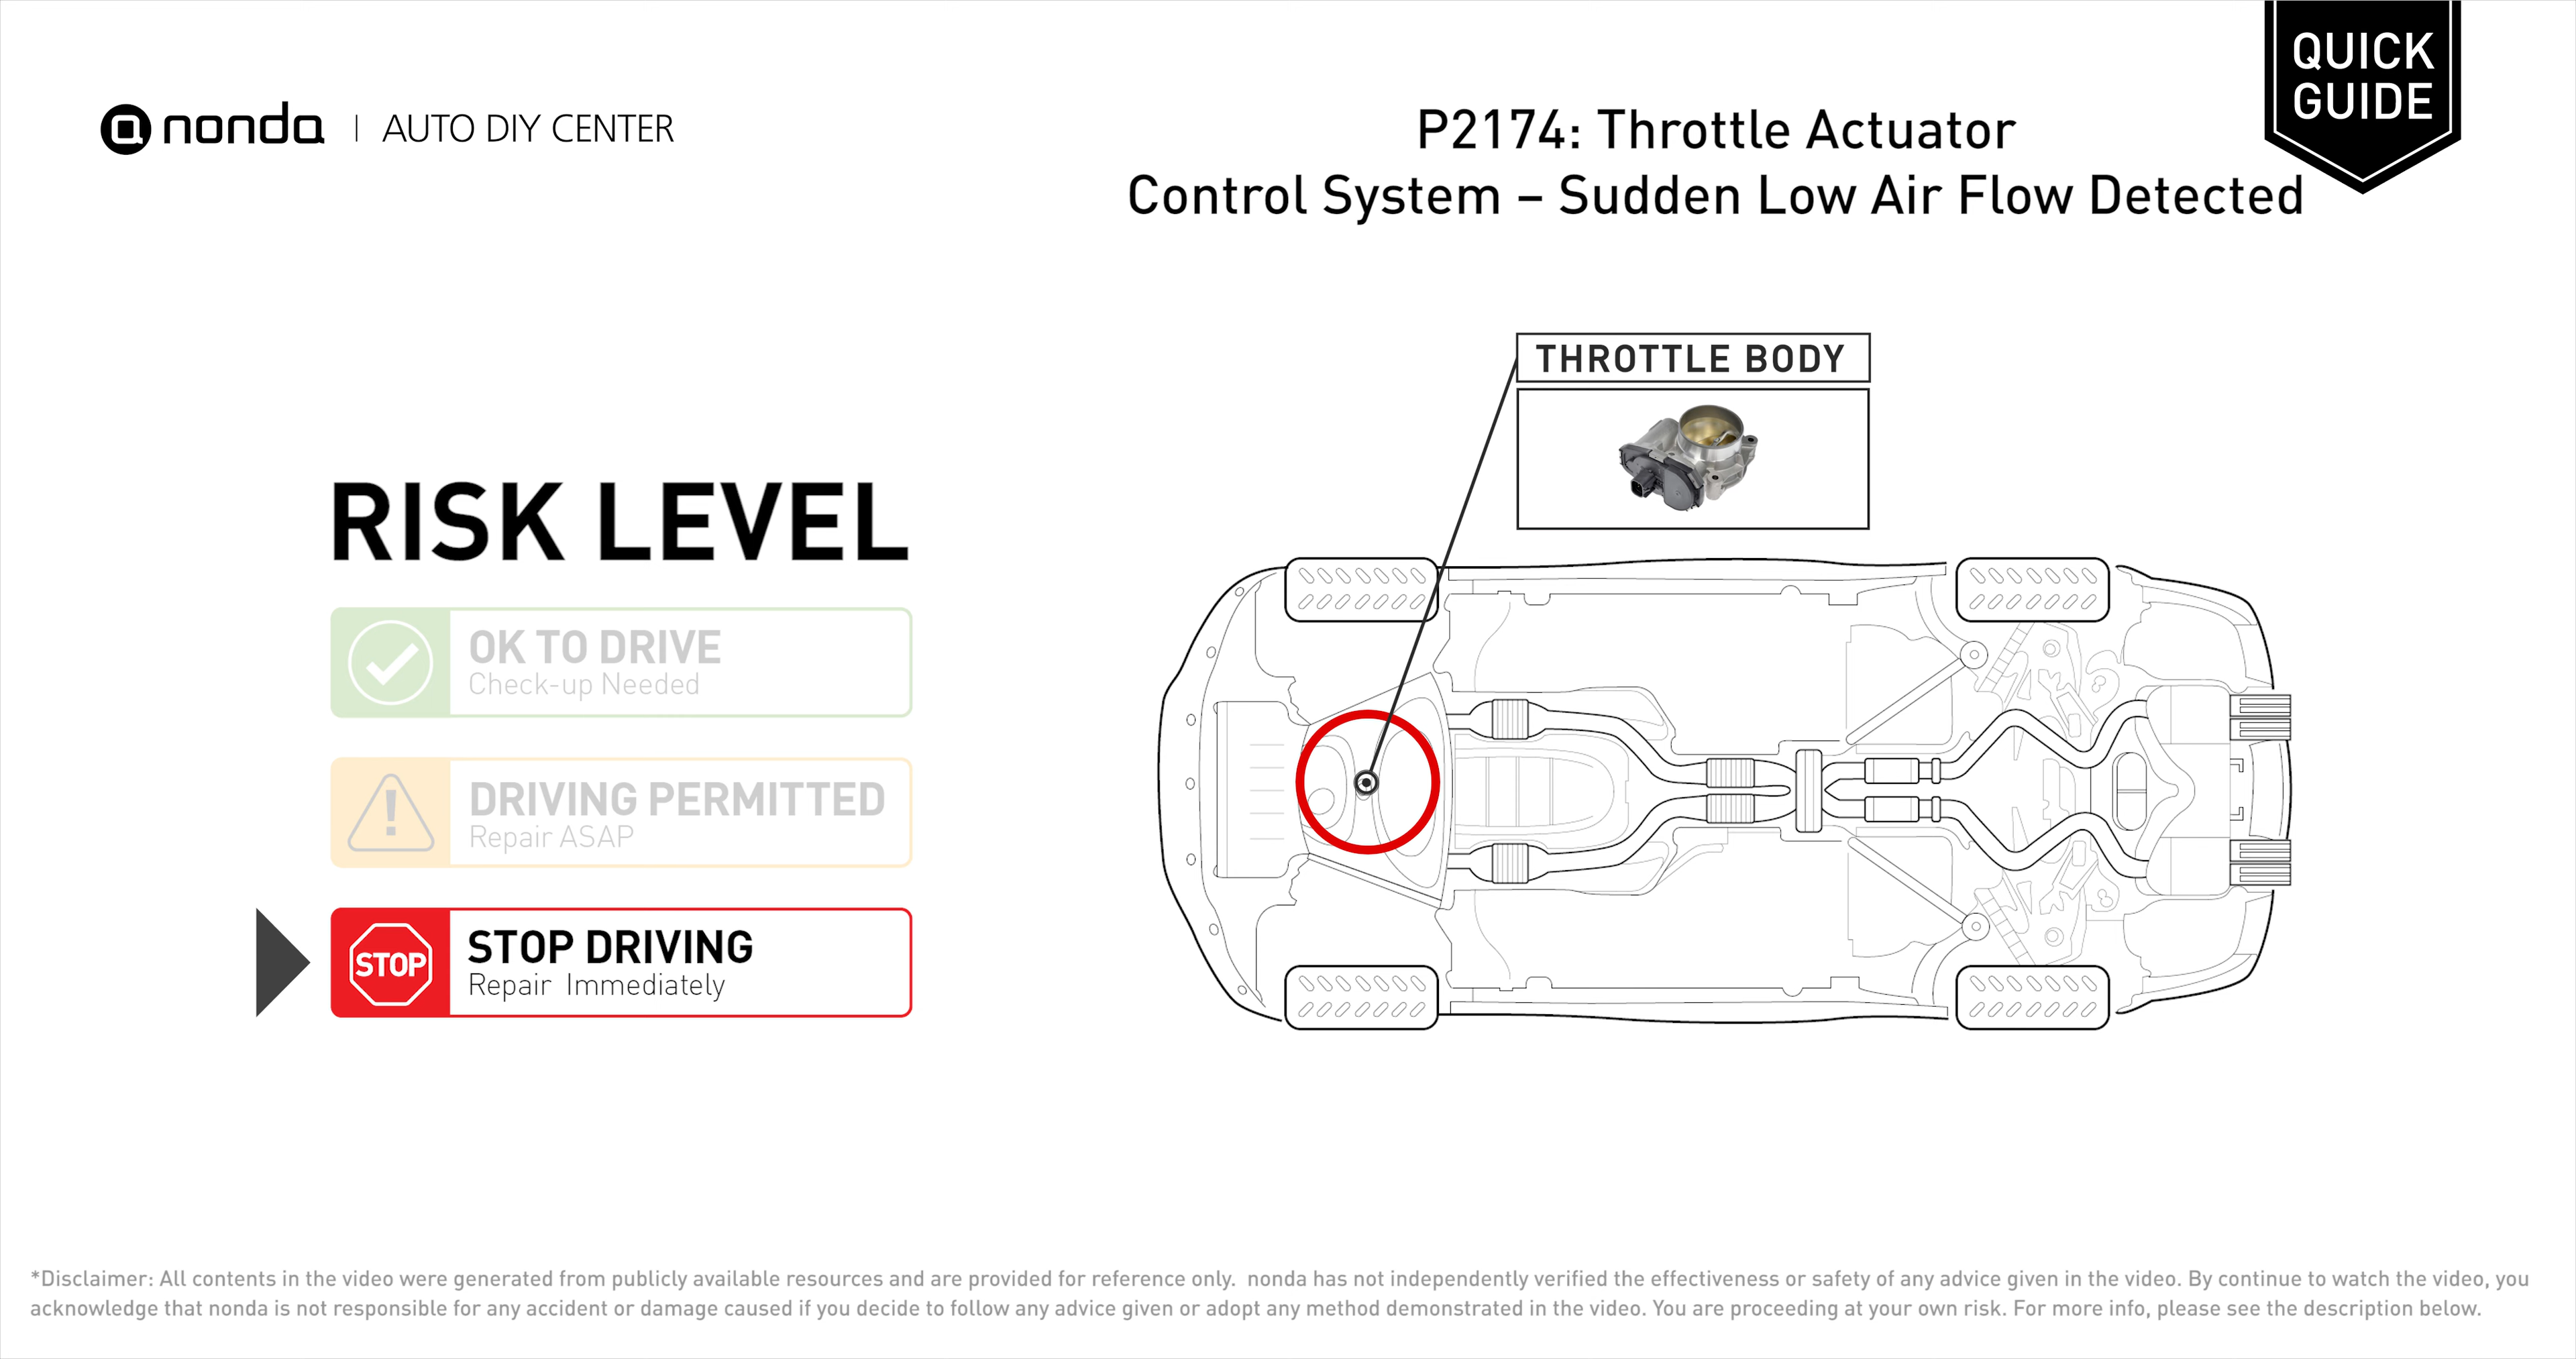 nonda | AUTO DIY CENTER
QUICK
GUIDE
P2174: Throttle Actuator
Control System – Sudden Low Air Flow Detected
THROTTLE BODY
RISK LEVEL
OK TO DRIVE
Check-up Needed
DRIVING PERMITTED
Repair ASAP
STOP
STOP DRIVING
Repair Immediately
*Disclaimer: All contents in the video were generated from publicly available resources and are provided for reference only. nonda has not independently verified the effectiveness or safety of any advice given in the video. By continue to watch the video, you
acknowledge that nonda is not responsible for any accident or damage caused if you decide to follow any advice given or adopt any method demonstrated in the video. You are proceeding at your own risk. For more info, please see the description below.